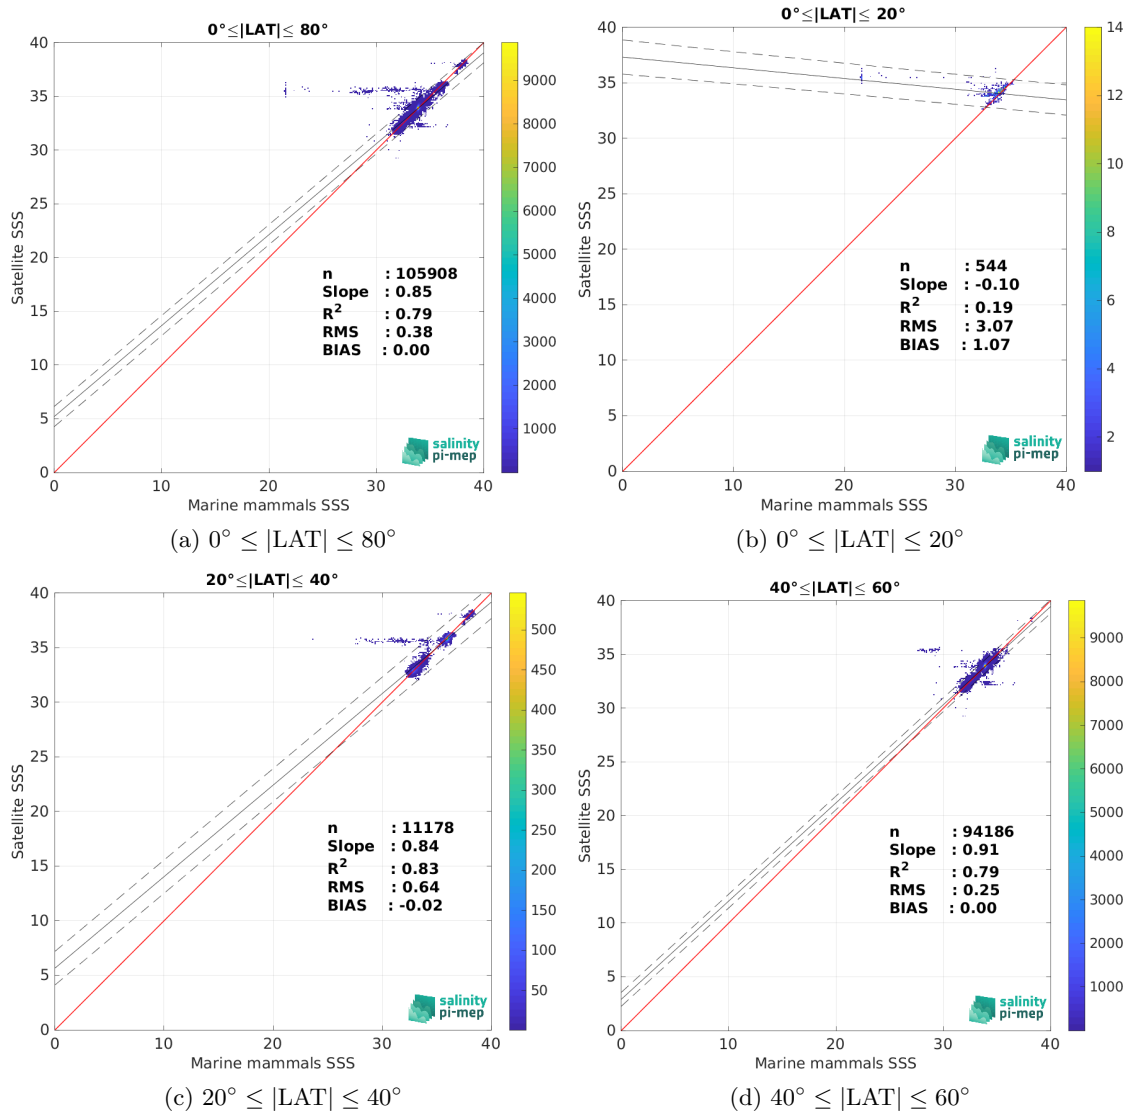 0°≤|LAT|≤ 80°
40
35
30
25
20
15
10
5
0
Satellite SSS
0 10 20 30 40
Marine mammals SSS
9000
8000
7000
6000
5000
4000
3000
2000
1000
n : 105908
Slope : 0.85
R² : 0.79
RMS : 0.38
BIAS : 0.00
salinity
pi-mep
(a) 0° ≤ |LAT| ≤ 80°
0°≤|LAT|≤ 20°
40
35
30
25
20
15
10
5
0
Satellite SSS
0 10 20 30 40
Marine mammals SSS
14
12
10
8
6
4
2
n : 544
Slope : -0.10
R² : 0.19
RMS : 3.07
BIAS : 1.07
salinity
pi-mep
(b) 0° ≤ |LAT| ≤ 20°
20°≤|LAT|≤ 40°
40
35
30
25
20
15
10
5
0
Satellite SSS
0 10 20 30 40
Marine mammals SSS
500
450
400
350
300
250
200
150
100
50
n : 11178
Slope : 0.84
R² : 0.83
RMS : 0.64
BIAS : -0.02
salinity
pi-mep
(c) 20° ≤ |LAT| ≤ 40°
40°≤|LAT|≤ 60°
40
35
30
25
20
15
10
5
0
Satellite SSS
0 10 20 30 40
Marine mammals SSS
9000
8000
7000
6000
5000
4000
3000
2000
1000
n : 94186
Slope : 0.91
R² : 0.79
RMS : 0.25
BIAS : 0.00
salinity
pi-mep
(d) 40° ≤ |LAT| ≤ 60°